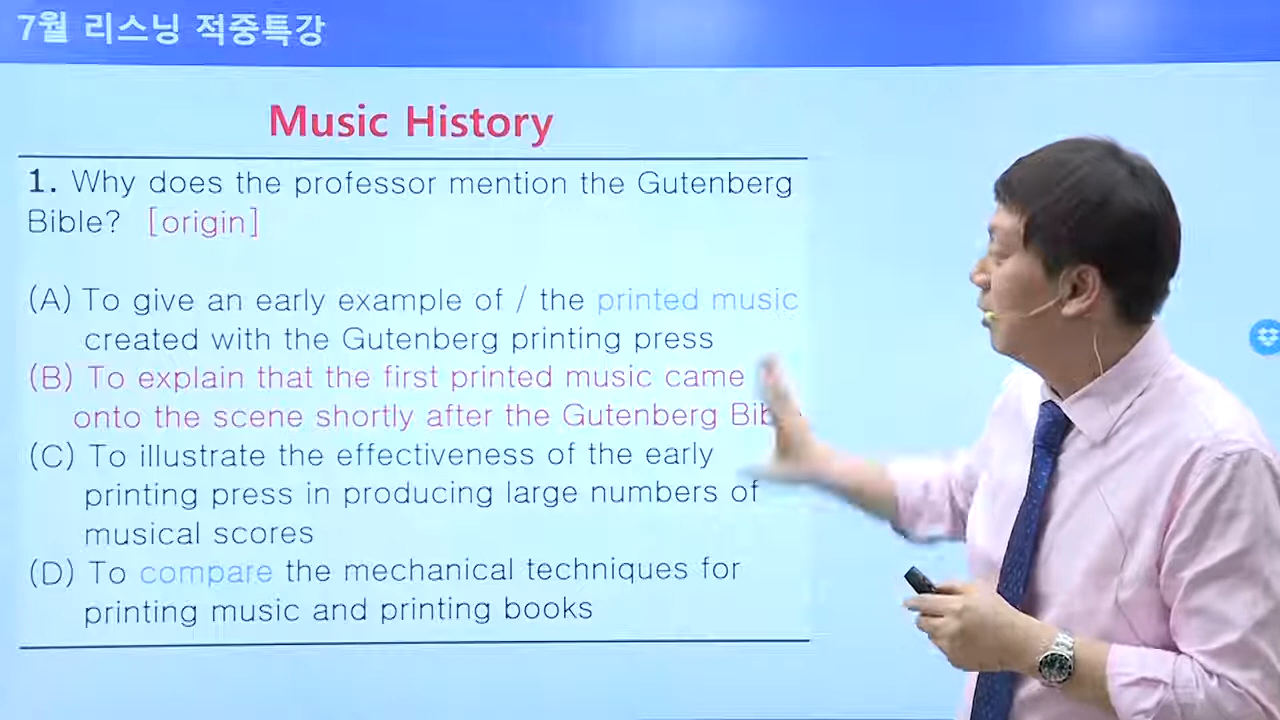 7월 리스닝 적중특강
Music History
1. Why does the professor mention the Gutenberg
Bible? [origin]
(A) To give an early example of / the printed music
created with the Gutenberg printing press
(B) To explain that the first printed music came
onto the scene shortly after the Gutenberg
(C) To illustrate the effectiveness of the early
printing press in producing large numbers of
musical scores
(D) To compare the mechanical techniques for
printing music and printing books